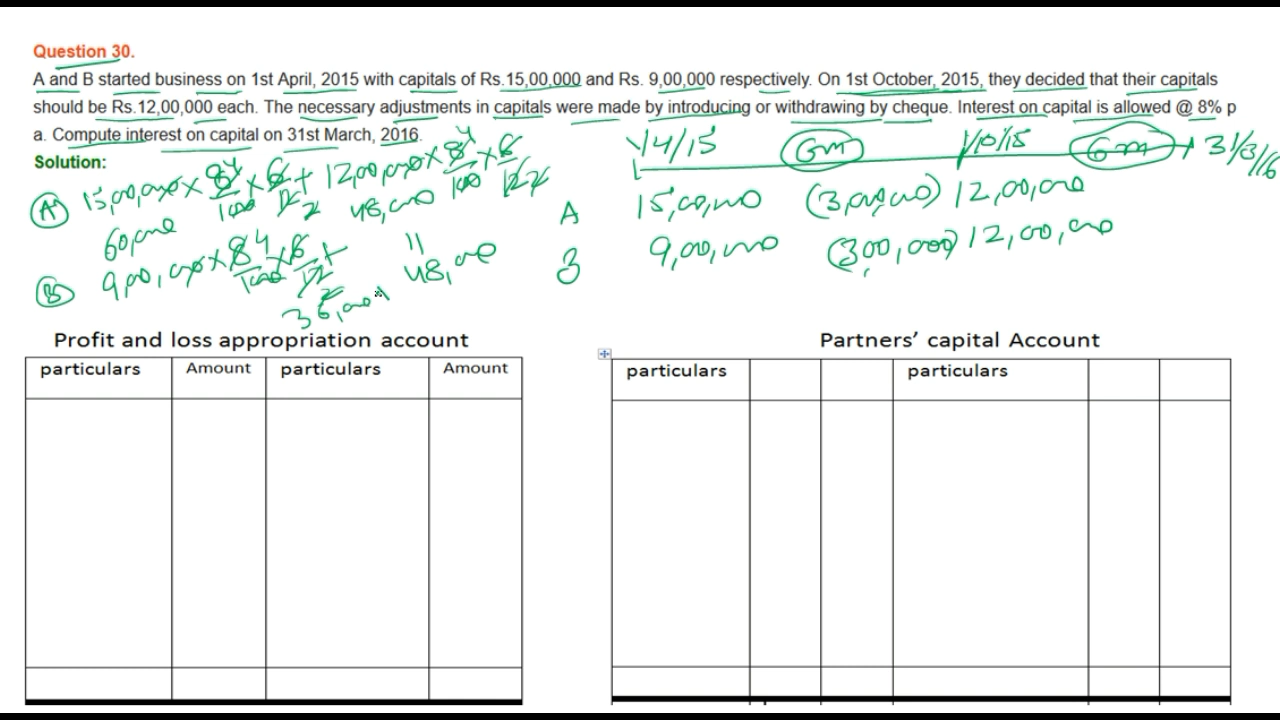 Question 30.
A and B started business on 1st April, 2015 with capitals of Rs.15,00,000 and Rs. 9,00,000 respectively. On 1st October, 2015, they decided that their capitals
should be Rs.12,00,000 each. The necessary adjustments in capitals were made by introducing or withdrawing by cheque. Interest on capital is allowed @ 8% p
a. Compute interest on capital on 31st March, 2016.
Solution:
1/4/15 6m 1/10/15 6m 31/3/16
A 15,00,000 × 8/100 × 6/12 + 12,00,000 × 8/100 × 6/12
60,000 48,000
A 15,00,000 (3,00,000) 12,00,000
B 9,00,000 × 8/100 × 6/12 + 48,000
36,000 +
B 9,00,000 (300,000) 12,00,000
Profit and loss appropriation account
particulars Amount particulars Amount
Partners' capital Account
particulars particulars